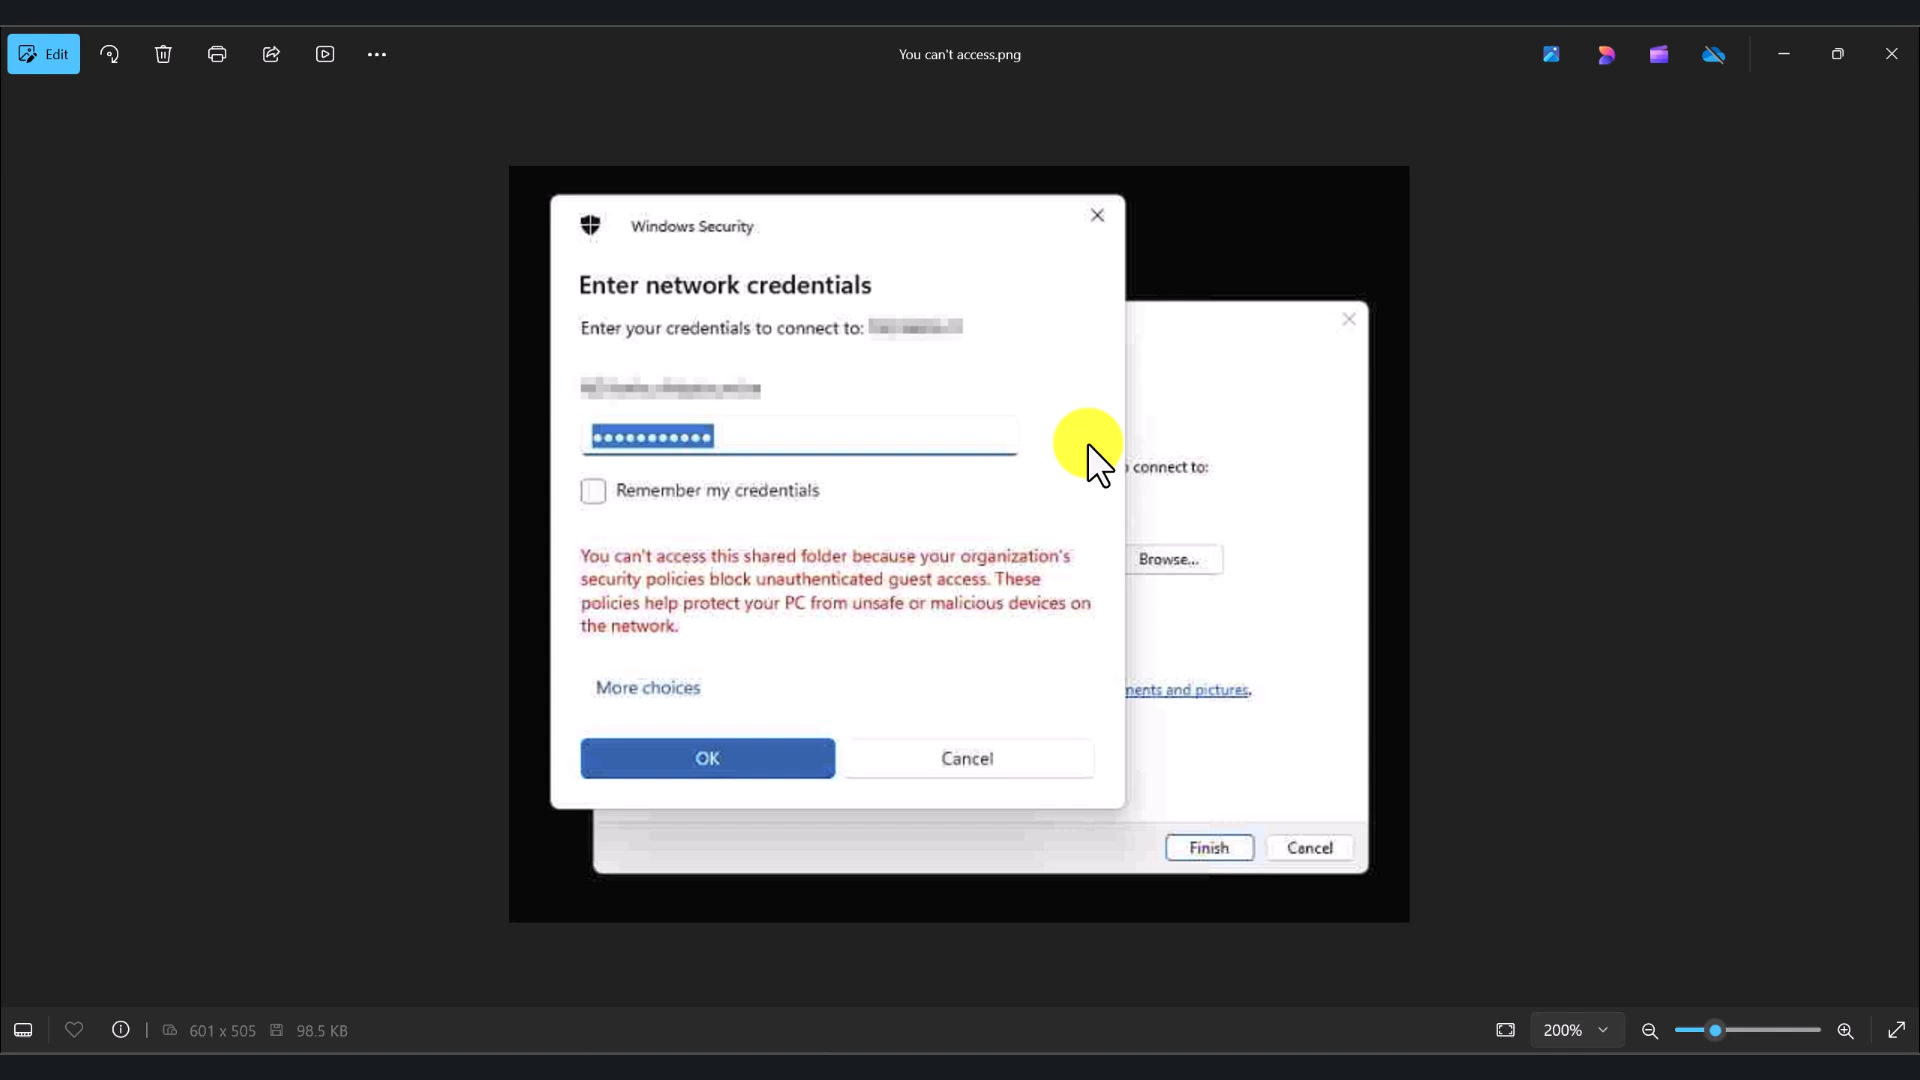 Edit
You can't access.png
Windows Security
Enter network credentials
Enter your credentials to connect to:
Remember my credentials
connect to:
Browse...
You can't access this shared folder because your organization's
security policies block unauthenticated guest access. These
policies help protect your PC from unsafe or malicious devices on
the network.
More choices
and pictures.
OK
Cancel
Finish
Cancel
601 x 505
98.5 KB
200%